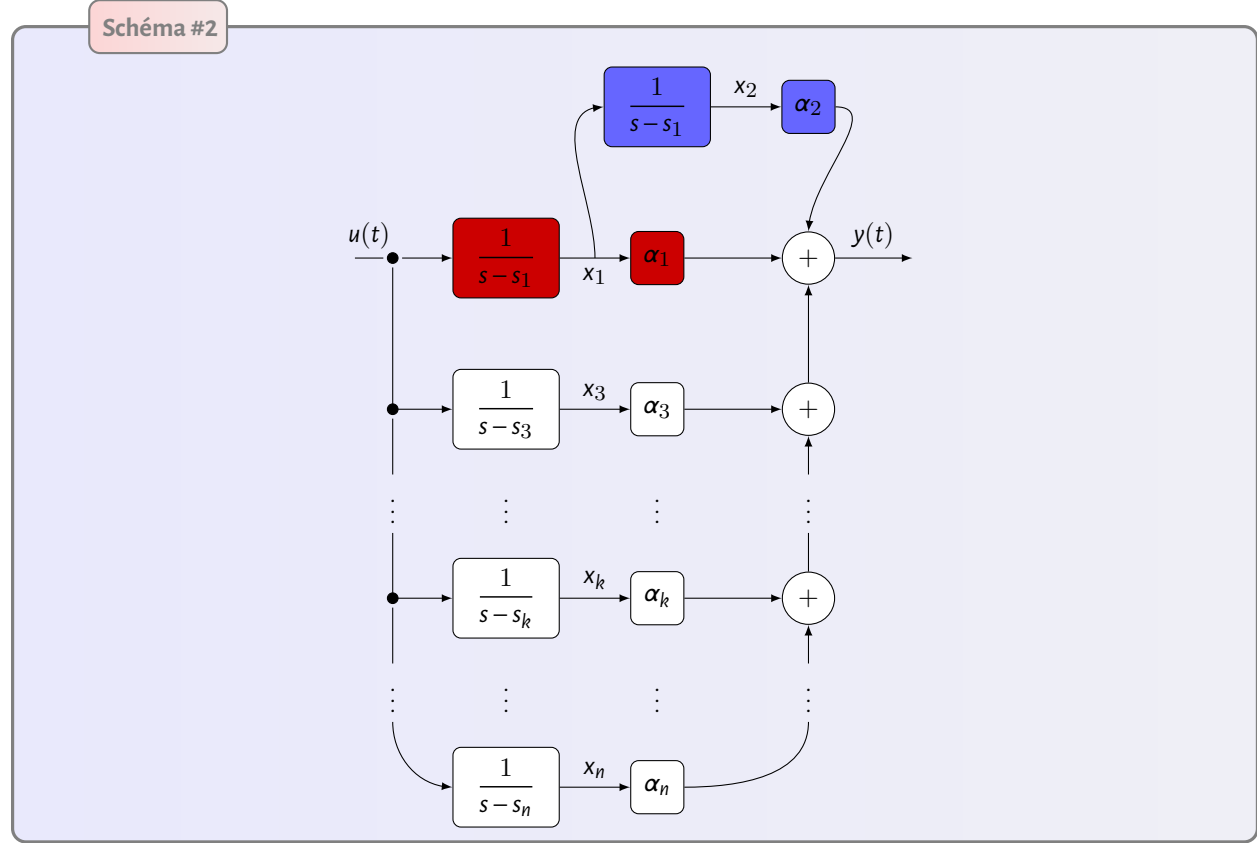 Schéma #2
1
s − s₁
x₂
α₂
u(t)
1
s − s₁
x₁
α₁
+
y(t)
1
s − s₃
x₃
α₃
+
⋮ ⋮ ⋮ ⋮
1
s − sₖ
xₖ
αₖ
+
⋮ ⋮ ⋮ ⋮
1
s − sₙ
xₙ
αₙ